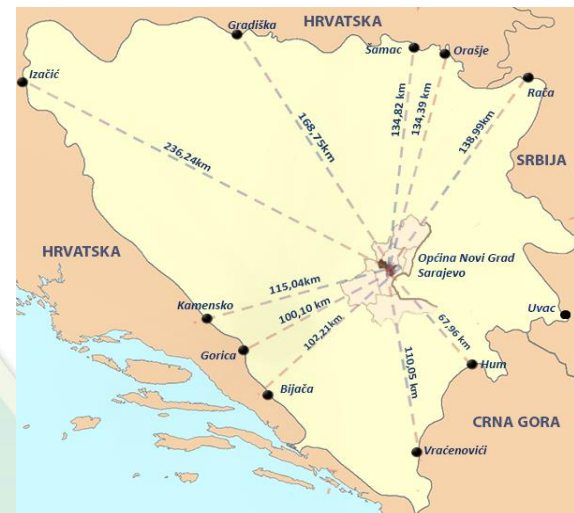 Gradiška
HRVATSKA
Šamac
Orašje
Izačić
Rača
134,82 km
134,39 km
168,75km
138,99km
236,24km
SRBIJA
HRVATSKA
Općina Novi Grad
Sarajevo
115,04km
Kamensko
100,10 km
Uvac
67,96 km
102,21km
Gorica
Hum
110,05 km
Bijača
CRNA GORA
Vraćenovići